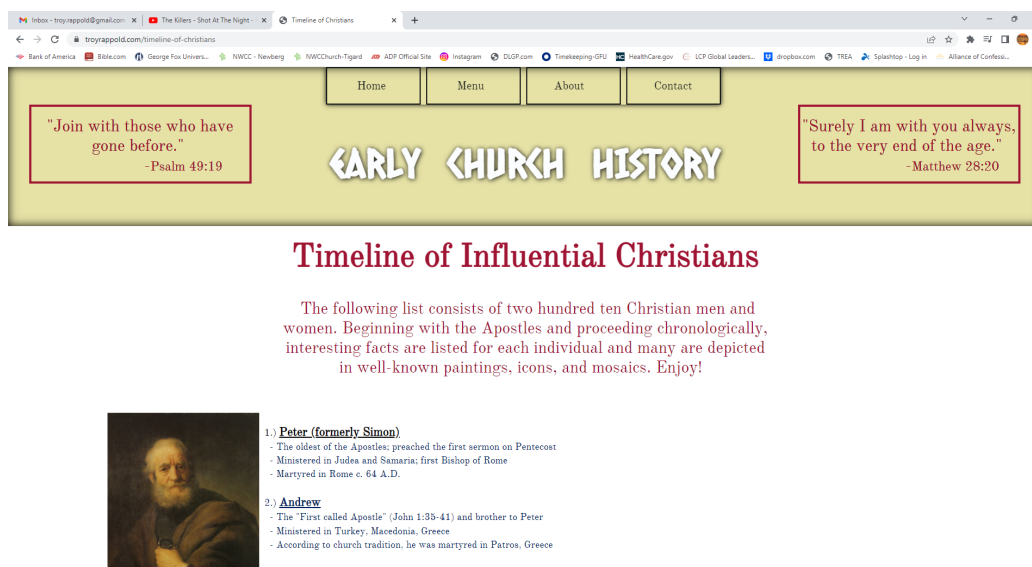 Inbox - troy.rappold@gmail.com
The Killers - Shot At The Night -
Timeline of Christians
troyrappold.com/timeline-of-christians
Bank of America
Bible.com
George Fox Univers...
NWCC - Newberg
NWCChurch-Tigard
ADP Official Site
Instagram
DLGP.com
Timekeeping-GFU
HealthCare.gov
LCP Global Leaders...
dropbox.com
TREA
Splashtop - Log in
Alliance of Confessi...
Home
Menu
About
Contact
"Join with those who have
gone before."
-Psalm 49:19
EARLY CHURCH HISTORY
"Surely I am with you always,
to the very end of the age."
-Matthew 28:20
Timeline of Influential Christians
The following list consists of two hundred ten Christian men and
women. Beginning with the Apostles and proceeding chronologically,
interesting facts are listed for each individual and many are depicted
in well-known paintings, icons, and mosaics. Enjoy!
1.) Peter (formerly Simon)
- The oldest of the Apostles; preached the first sermon on Pentecost
- Ministered in Judea and Samaria; first Bishop of Rome
- Martyred in Rome c. 64 A.D.
2.) Andrew
- The "First called Apostle" (John 1:35-41) and brother to Peter
- Ministered in Turkey, Macedonia, Greece
- According to church tradition, he was martyred in Patros, Greece